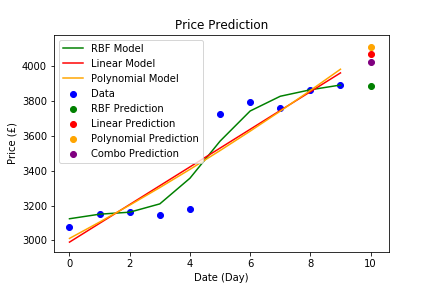 Price Prediction
RBF Model
Linear Model
Polynomial Model
Data
RBF Prediction
Linear Prediction
Polynomial Prediction
Combo Prediction
Price (£)
4000
3800
3600
3400
3200
3000
0 2 4 6 8 10
Date (Day)